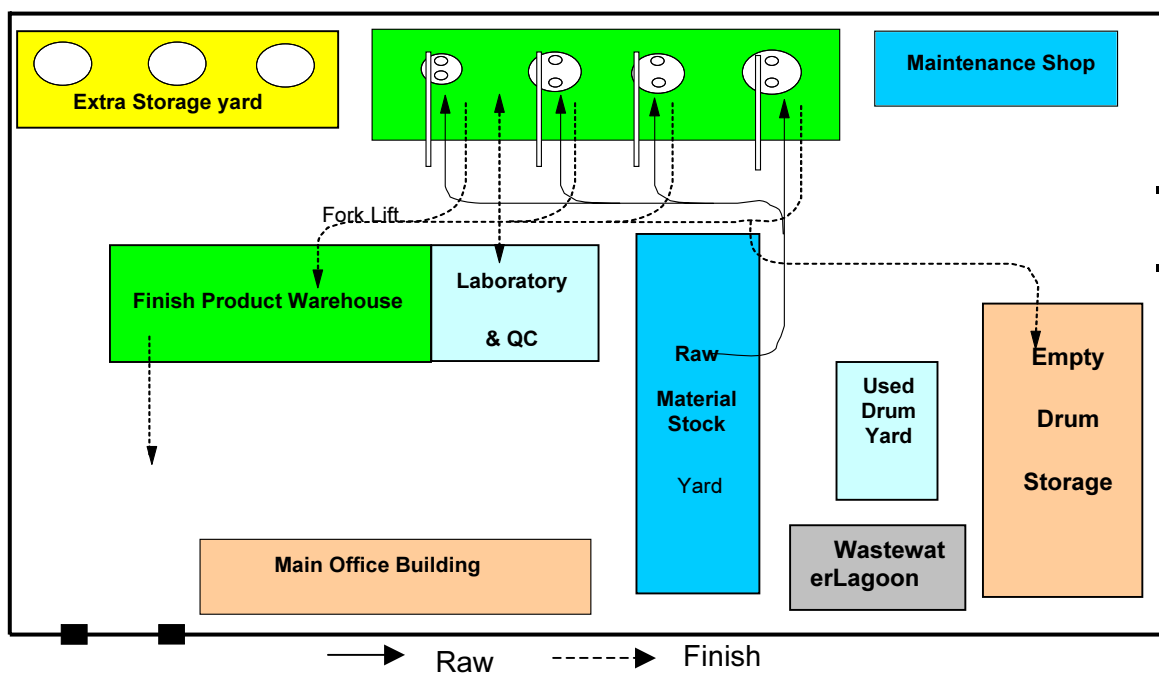 Extra Storage yard
Maintenance Shop
Fork Lift
Finish Product Warehouse
Laboratory
& QC
Raw
Material
Stock
Yard
Used
Drum
Yard
Empty
Drum
Storage
Main Office Building
Wastewat
erLagoon
Raw
Finish